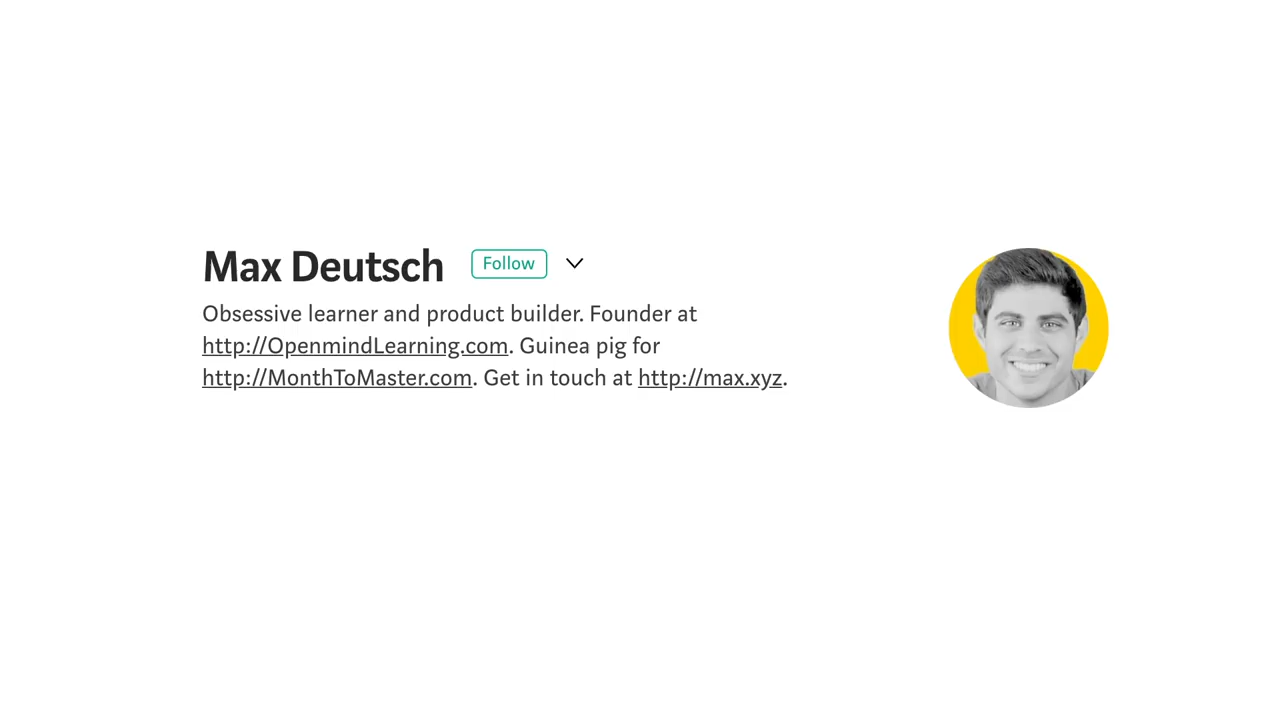 Max Deutsch Follow
Obsessive learner and product builder. Founder at
http://OpenmindLearning.com. Guinea pig for
http://MonthToMaster.com. Get in touch at http://max.xyz.